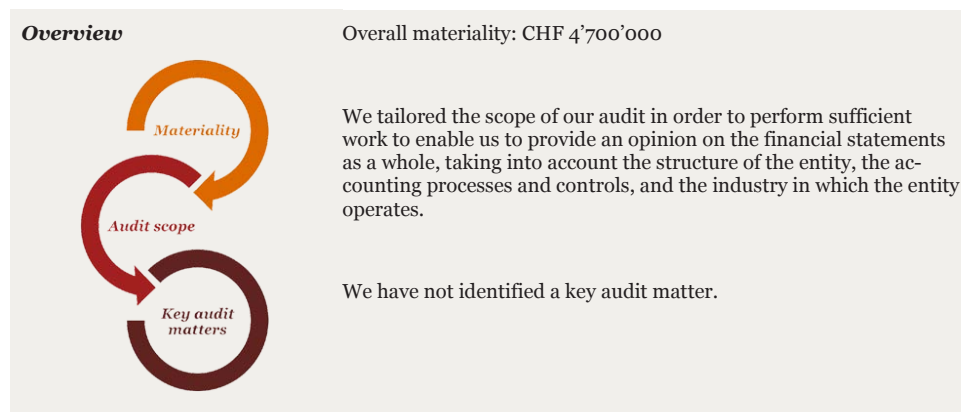 Overview
Overall materiality: CHF 4’700’000
Materiality
We tailored the scope of our audit in order to perform sufficient
work to enable us to provide an opinion on the financial statements
as a whole, taking into account the structure of the entity, the ac-
counting processes and controls, and the industry in which the entity
operates.
Audit scope
We have not identified a key audit matter.
Key audit
matters